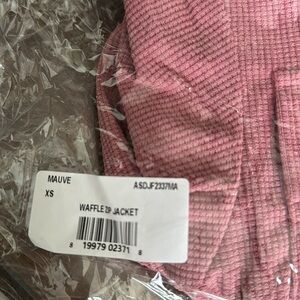 MAUVE ASDJF2337MA
XS
WAFFLE ZIP JACKET
8 19979 02371 8